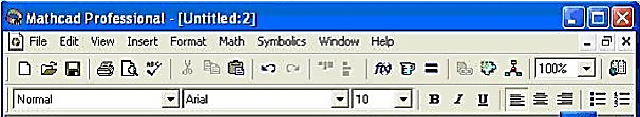 Mathcad Professional - [Untitled:2]
File Edit View Insert Format Math Symbolics Window Help
f(x) 100%
Normal Arial 10 B I U